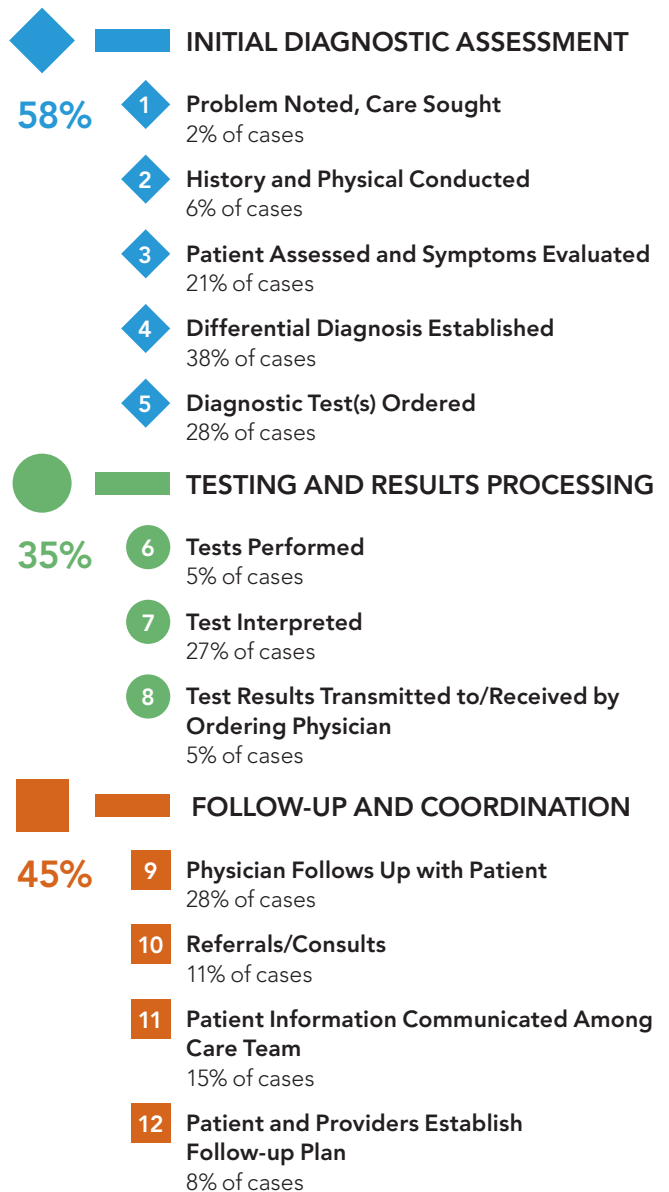 INITIAL DIAGNOSTIC ASSESSMENT
58%
1
Problem Noted, Care Sought
2% of cases
2
History and Physical Conducted
6% of cases
3
Patient Assessed and Symptoms Evaluated
21% of cases
4
Differential Diagnosis Established
38% of cases
5
Diagnostic Test(s) Ordered
28% of cases
TESTING AND RESULTS PROCESSING
35%
6
Tests Performed
5% of cases
7
Test Interpreted
27% of cases
8
Test Results Transmitted to/Received by
Ordering Physician
5% of cases
FOLLOW-UP AND COORDINATION
45%
9
Physician Follows Up with Patient
28% of cases
10
Referrals/Consults
11% of cases
11
Patient Information Communicated Among
Care Team
15% of cases
12
Patient and Providers Establish
Follow-up Plan
8% of cases